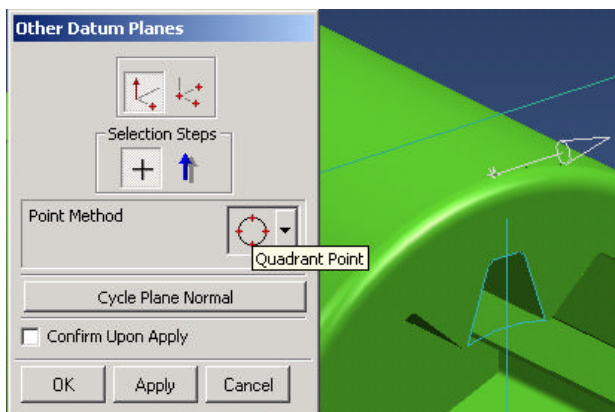 Other Datum Planes
Selection Steps
Point Method
Quadrant Point
Cycle Plane Normal
Confirm Upon Apply
OK Apply Cancel